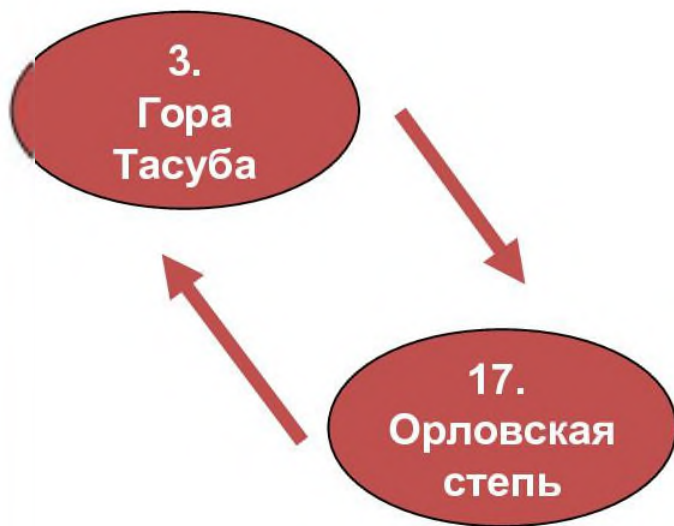 3.
Гора
Тасуба
17.
Орловская
степь